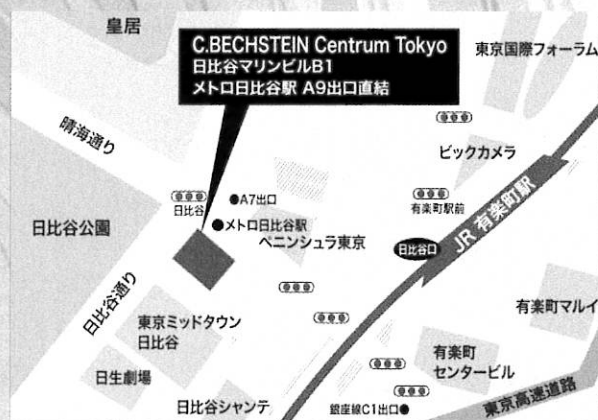 皇居
C.BECHSTEIN Centrum Tokyo
日比谷マリンビルB1
メトロ日比谷駅 A9出口直結
東京国際フォーラム
晴海通り
ビックカメラ
日比谷
A7出口
有楽町駅前
メトロ日比谷駅
日比谷公園
ペニンシュラ東京
日比谷口
JR 有楽町駅
日比谷通り
東京ミッドタウン
日比谷
有楽町マルイ
日生劇場
有楽町
センタービル
日比谷シャンテ
銀座線C1出口
東京高速道路